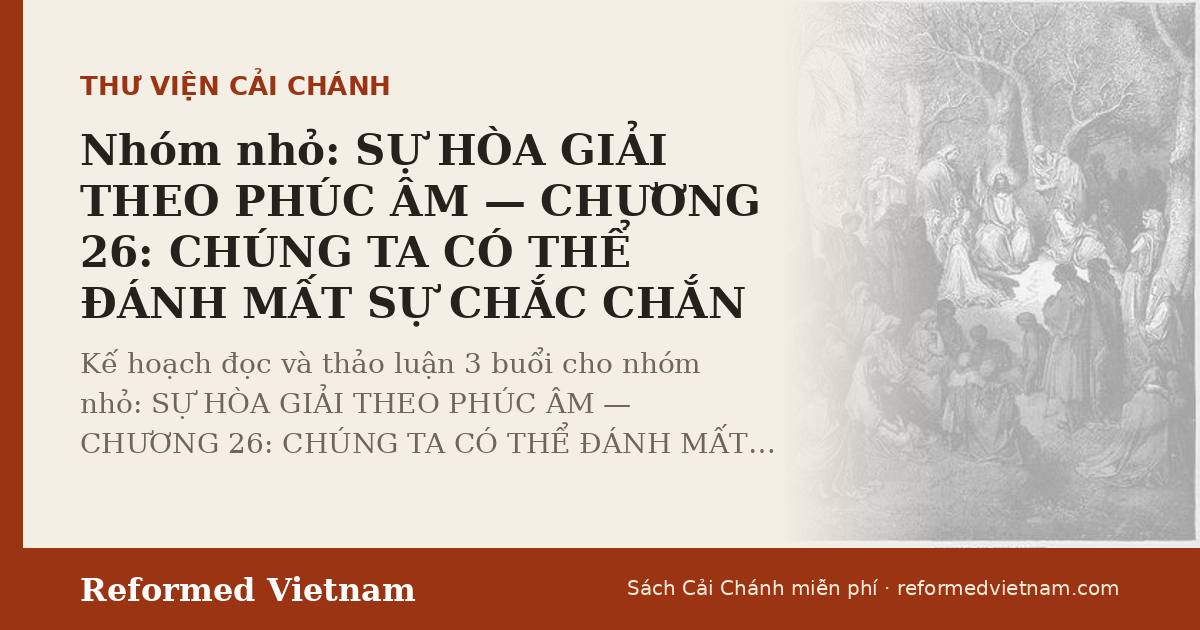 THƯ VIỆN CẢI CHÁNH
Nhóm nhỏ: SỰ HÒA GIẢI
THEO PHÚC ÂM — CHƯƠNG
26: CHÚNG TA CÓ THỂ
ĐÁNH MẤT SỰ CHẮC CHẮN
Kế hoạch đọc và thảo luận 3 buổi cho nhóm
nhỏ: SỰ HÒA GIẢI THEO PHÚC ÂM —
CHƯƠNG 26: CHÚNG TA CÓ THỂ ĐÁNH MẤT...
Reformed Vietnam
Sách Cải Chánh miễn phí · reformedvietnam.com